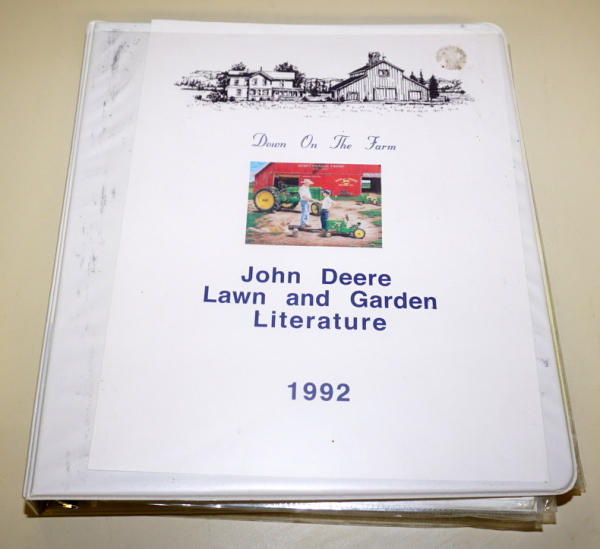 Down On The Farm
John Deere
Lawn and Garden
Literature
1992